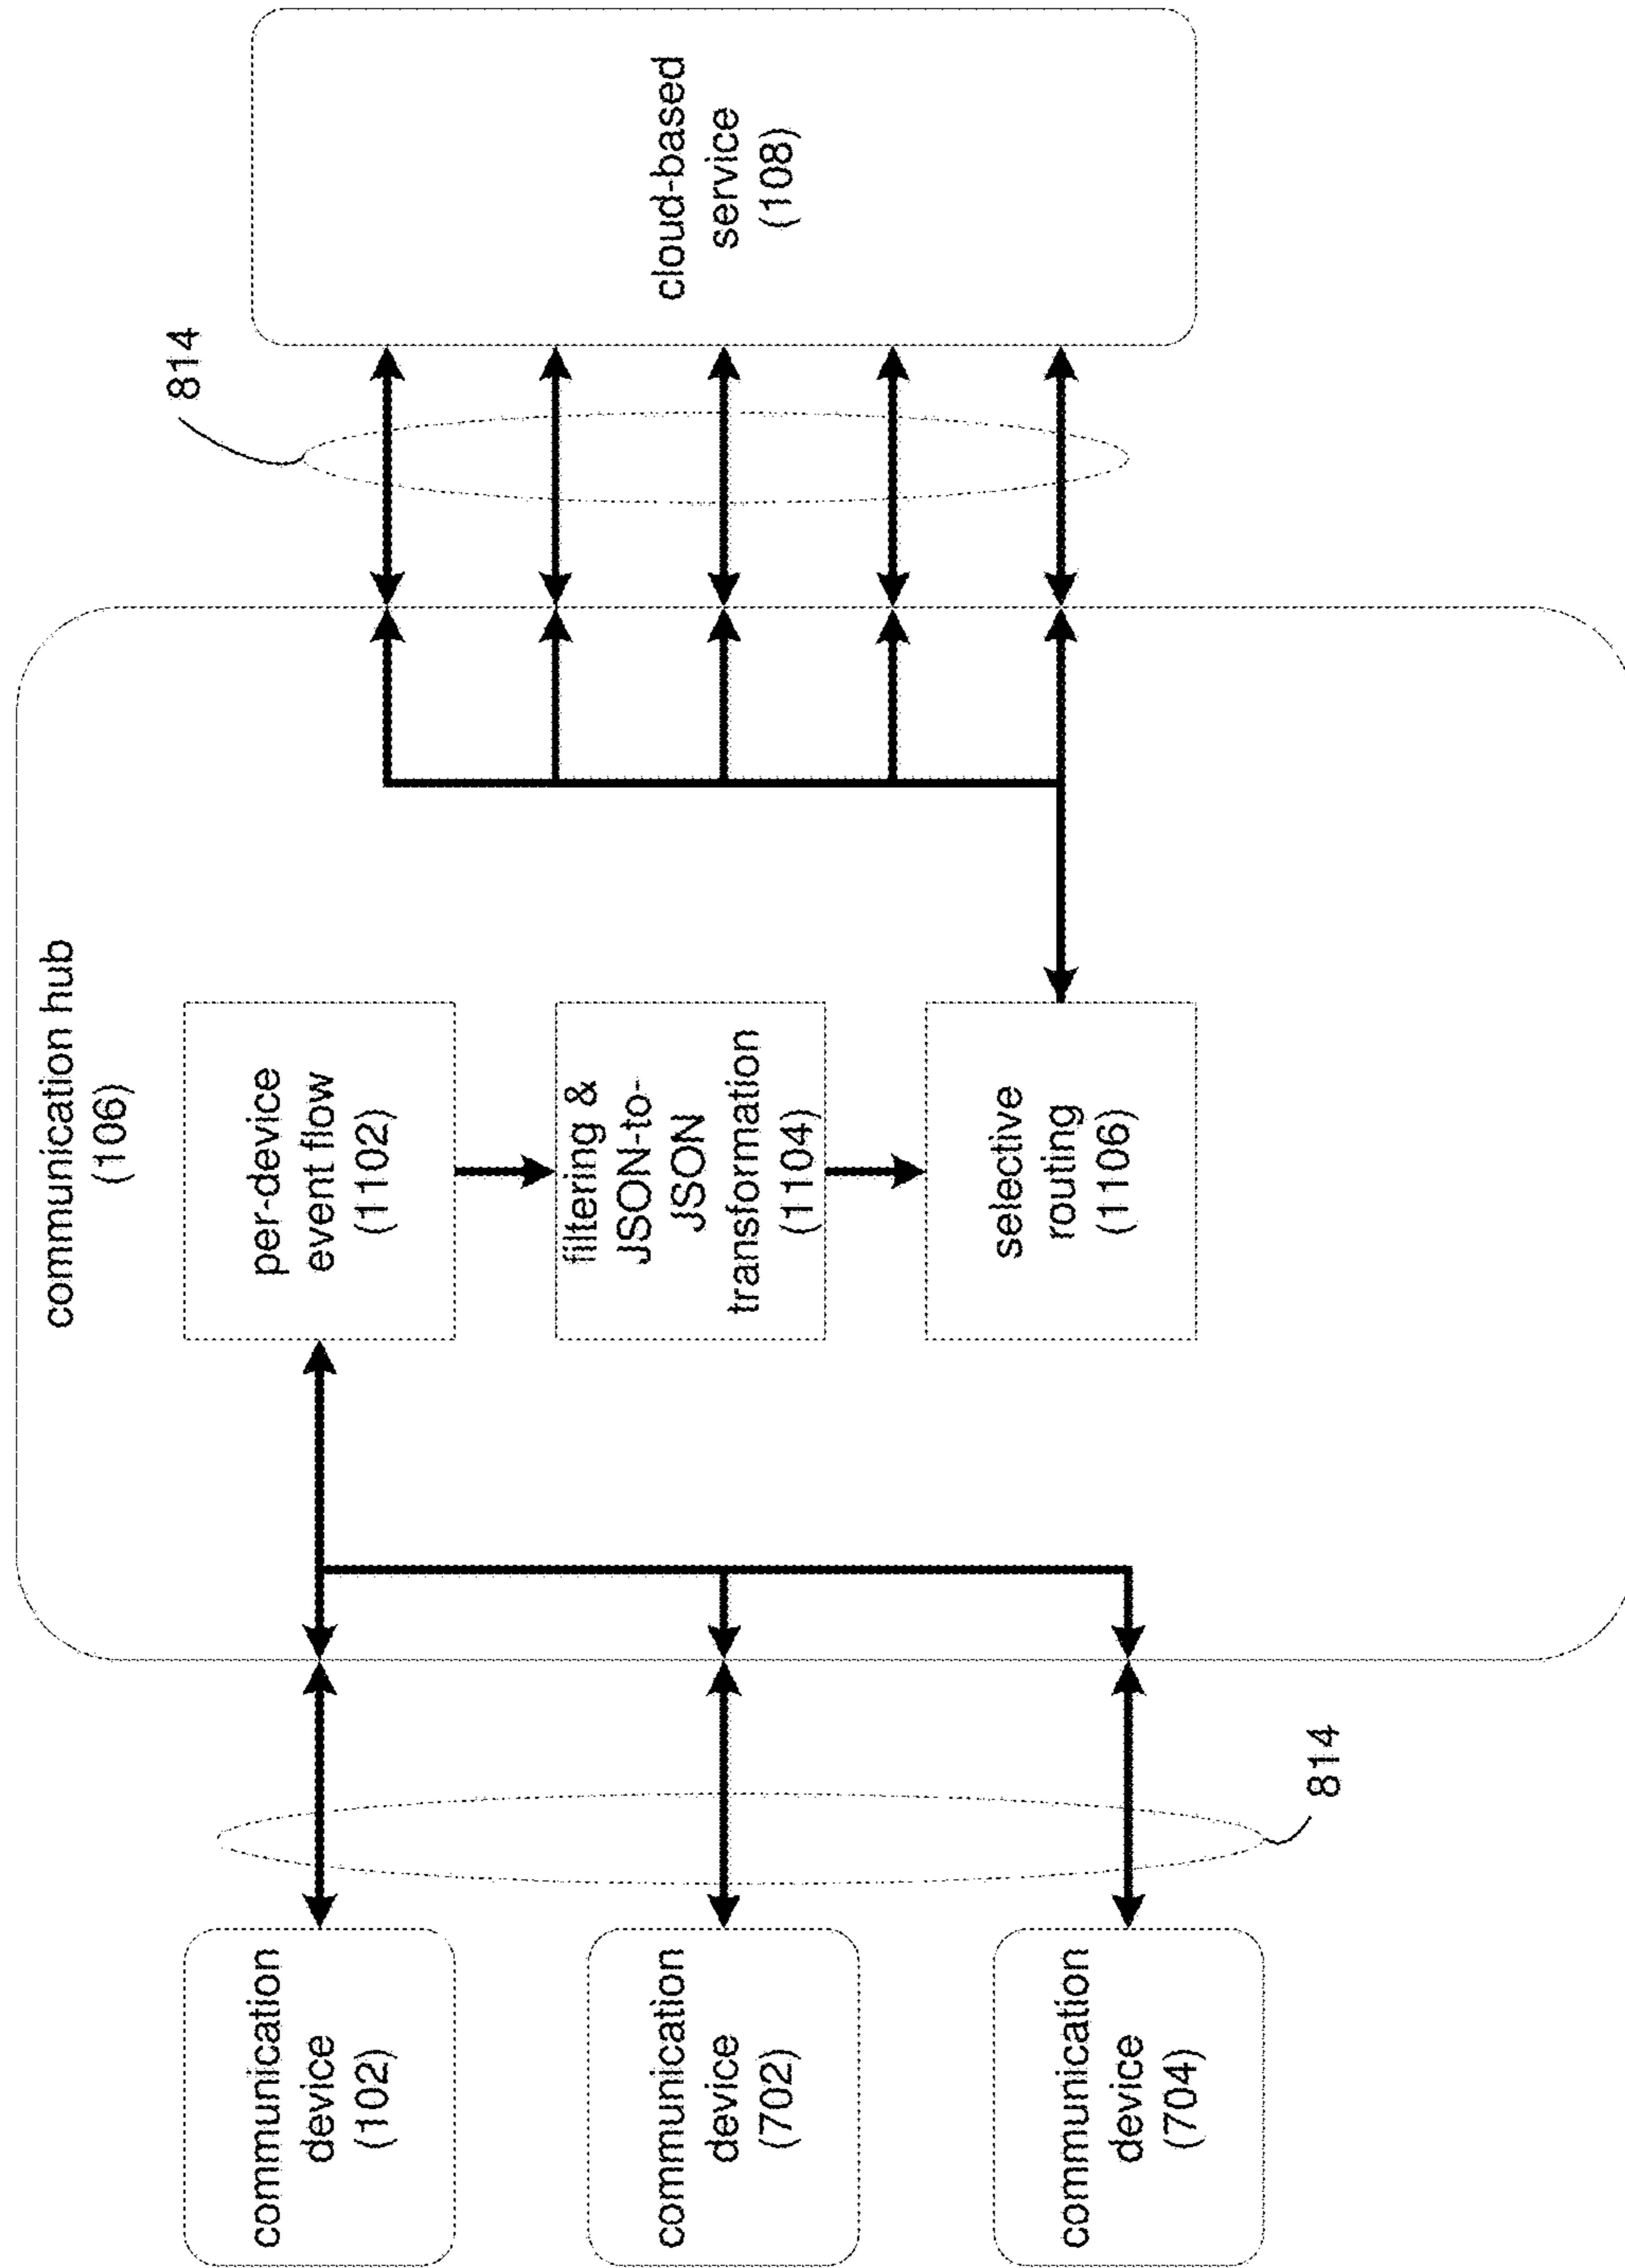 communication hub
(106)
communication
device
(102)
communication
device
(702)
communication
device
(704)
814
per-device
event flow
(1102)
filtering &
JSON-to-
JSON
transformation
(1104)
selective
routing
(1106)
814
cloud-based
service
(108)